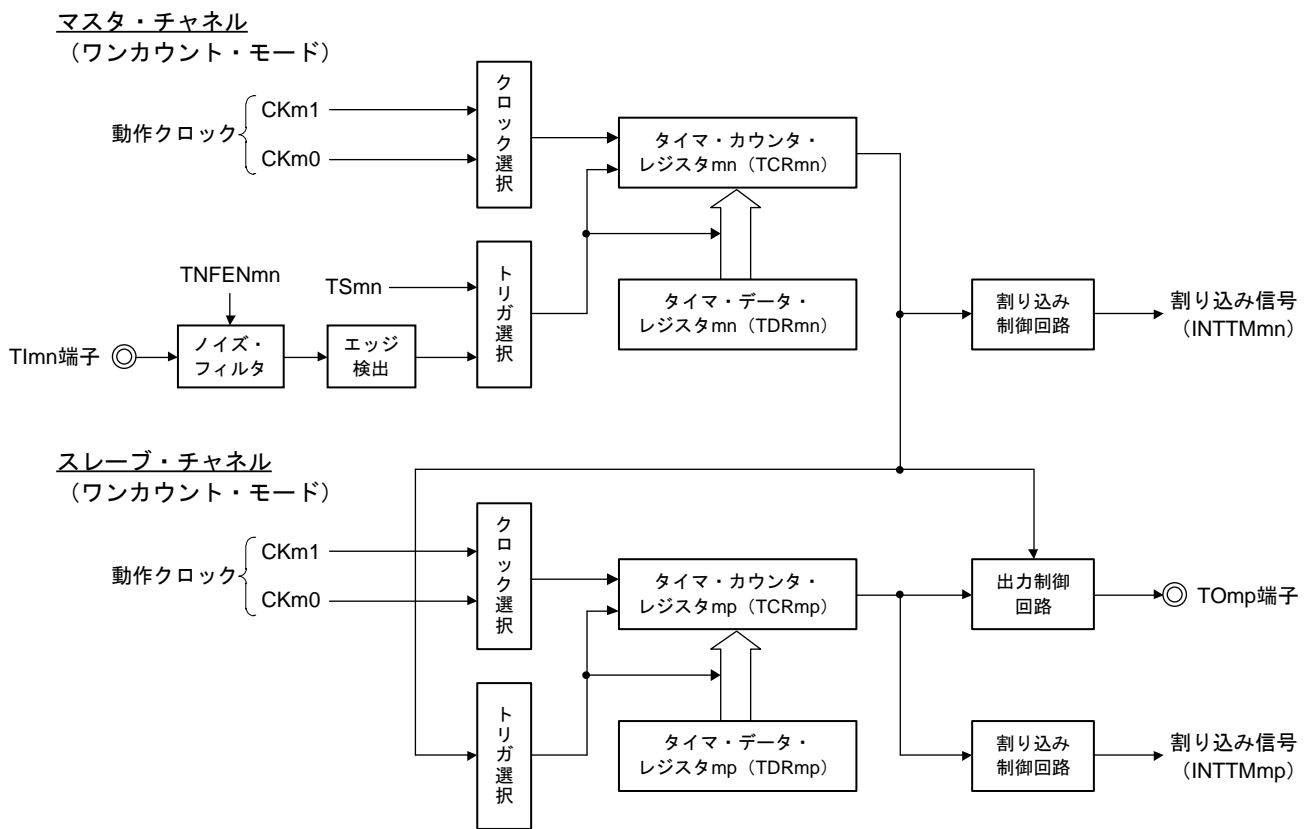 マスタ・チャネル
（ワンカウント・モード）
動作クロック
CKm1
CKm0
クロック選択
タイマ・カウンタ・
レジスタmn（TCRmn）
TNFENmn
TSmn
トリガ選択
タイマ・データ・
レジスタmn（TDRmn）
割り込み
制御回路
割り込み信号
（INTTMmn）
TImn端子
ノイズ・
フィルタ
エッジ
検出
スレーブ・チャネル
（ワンカウント・モード）
動作クロック
CKm1
CKm0
クロック選択
タイマ・カウンタ・
レジスタmp（TCRmp）
出力制御
回路
TOmp端子
トリガ選択
タイマ・データ・
レジスタmp（TDRmp）
割り込み
制御回路
割り込み信号
（INTTMmp）